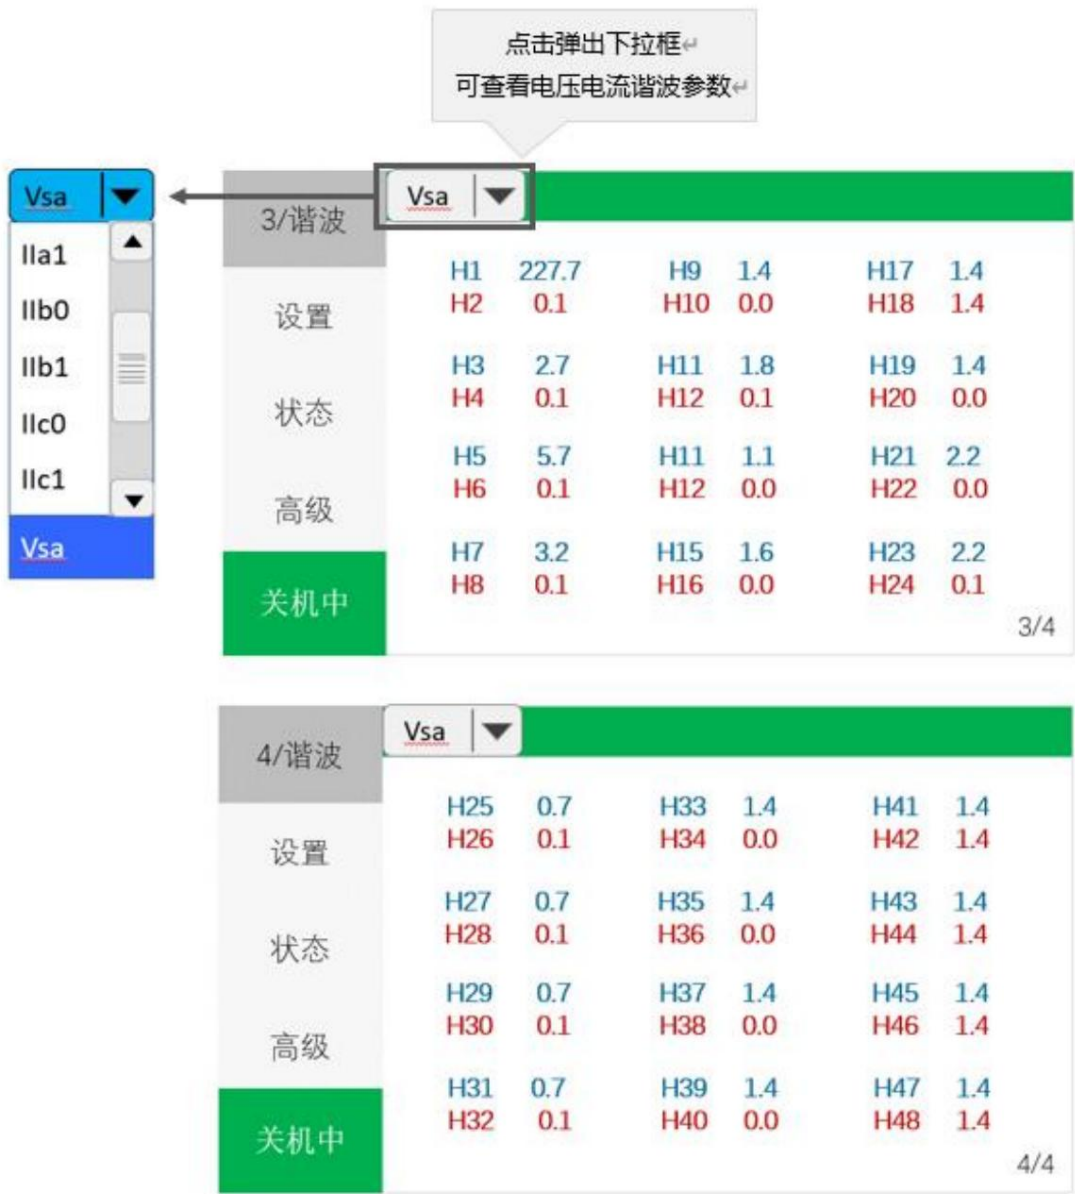 点击弹出下拉框↵
可查看电压电流谐波参数↵
Vsa
IIa1
IIb0
IIb1
IIc0
IIc1
Vsa
3/谐波
设置
状态
高级
关机中
Vsa
H1 227.7 H9 1.4 H17 1.4
H2 0.1 H10 0.0 H18 1.4
H3 2.7 H11 1.8 H19 1.4
H4 0.1 H12 0.1 H20 0.0
H5 5.7 H11 1.1 H21 2.2
H6 0.1 H12 0.0 H22 0.0
H7 3.2 H15 1.6 H23 2.2
H8 0.1 H16 0.0 H24 0.1
3/4
4/谐波
设置
状态
高级
关机中
Vsa
H25 0.7 H33 1.4 H41 1.4
H26 0.1 H34 0.0 H42 1.4
H27 0.7 H35 1.4 H43 1.4
H28 0.1 H36 0.0 H44 1.4
H29 0.7 H37 1.4 H45 1.4
H30 0.1 H38 0.0 H46 1.4
H31 0.7 H39 1.4 H47 1.4
H32 0.1 H40 0.0 H48 1.4
4/4